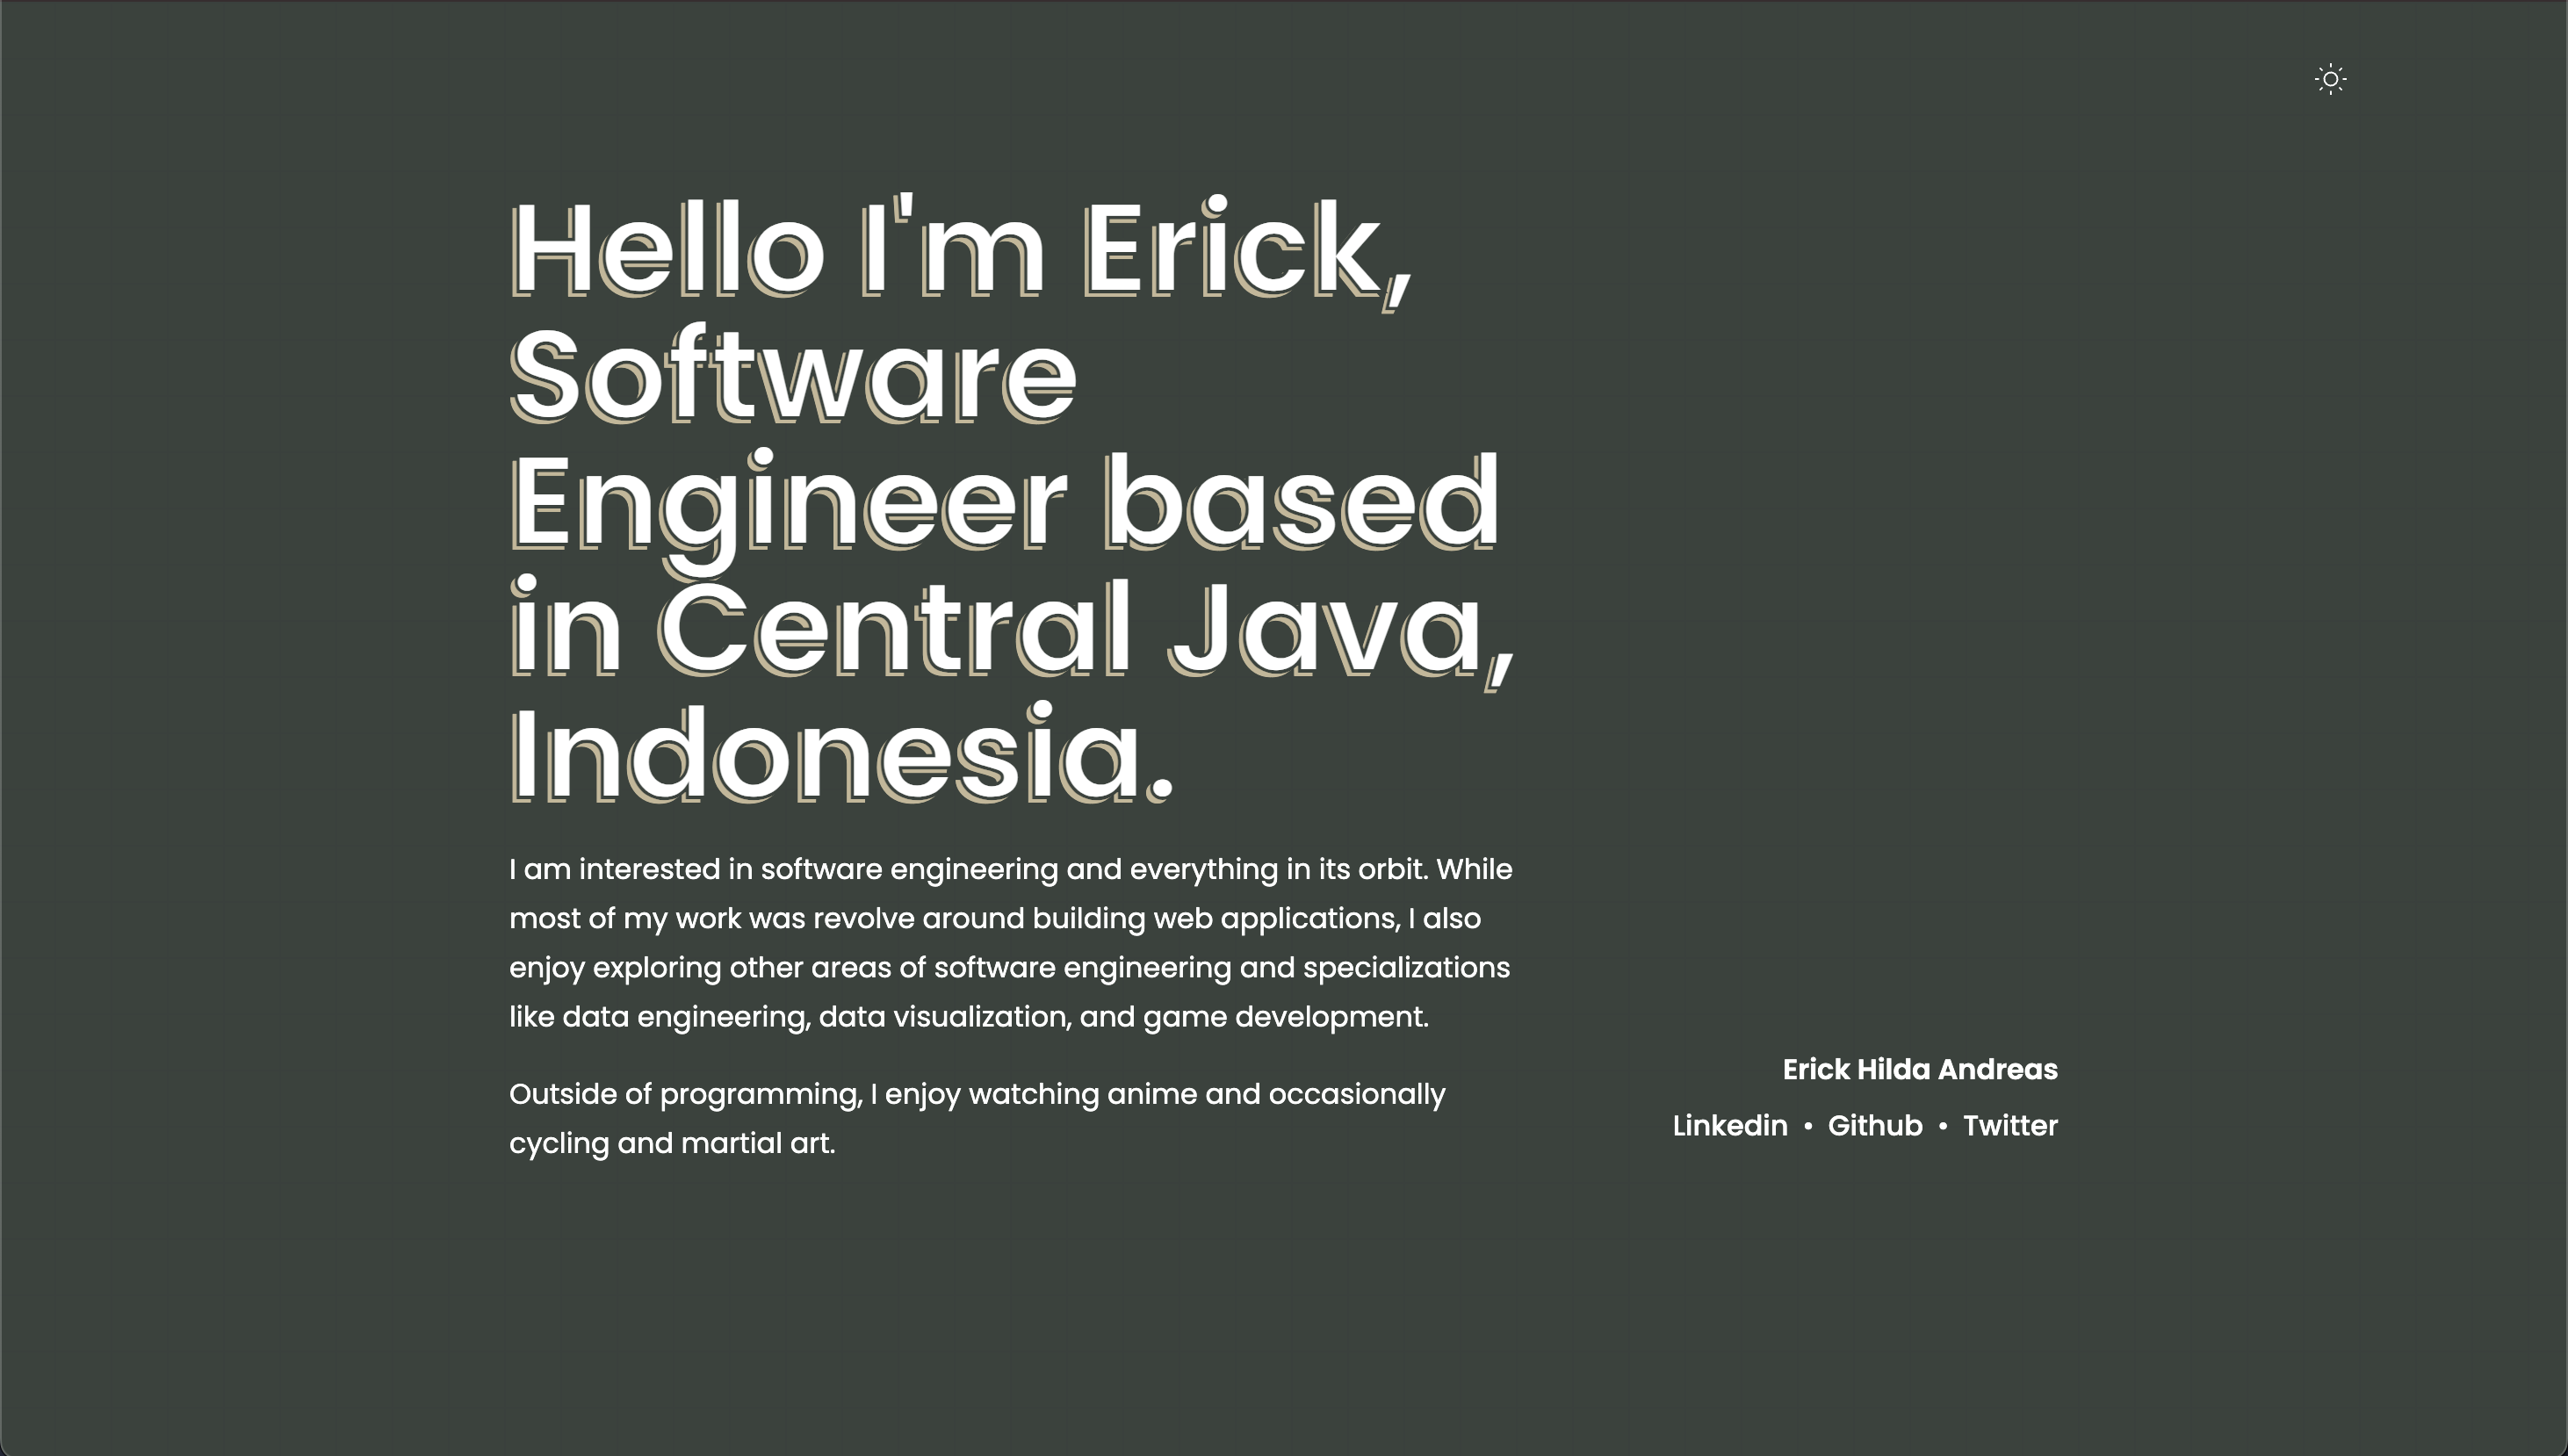 Hello I'm Erick,
Software
Engineer based
in Central Java,
Indonesia.
I am interested in software engineering and everything in its orbit. While
most of my work was revolve around building web applications, I also
enjoy exploring other areas of software engineering and specializations
like data engineering, data visualization, and game development.
Outside of programming, I enjoy watching anime and occasionally
cycling and martial art.
Erick Hilda Andreas
Linkedin • Github • Twitter